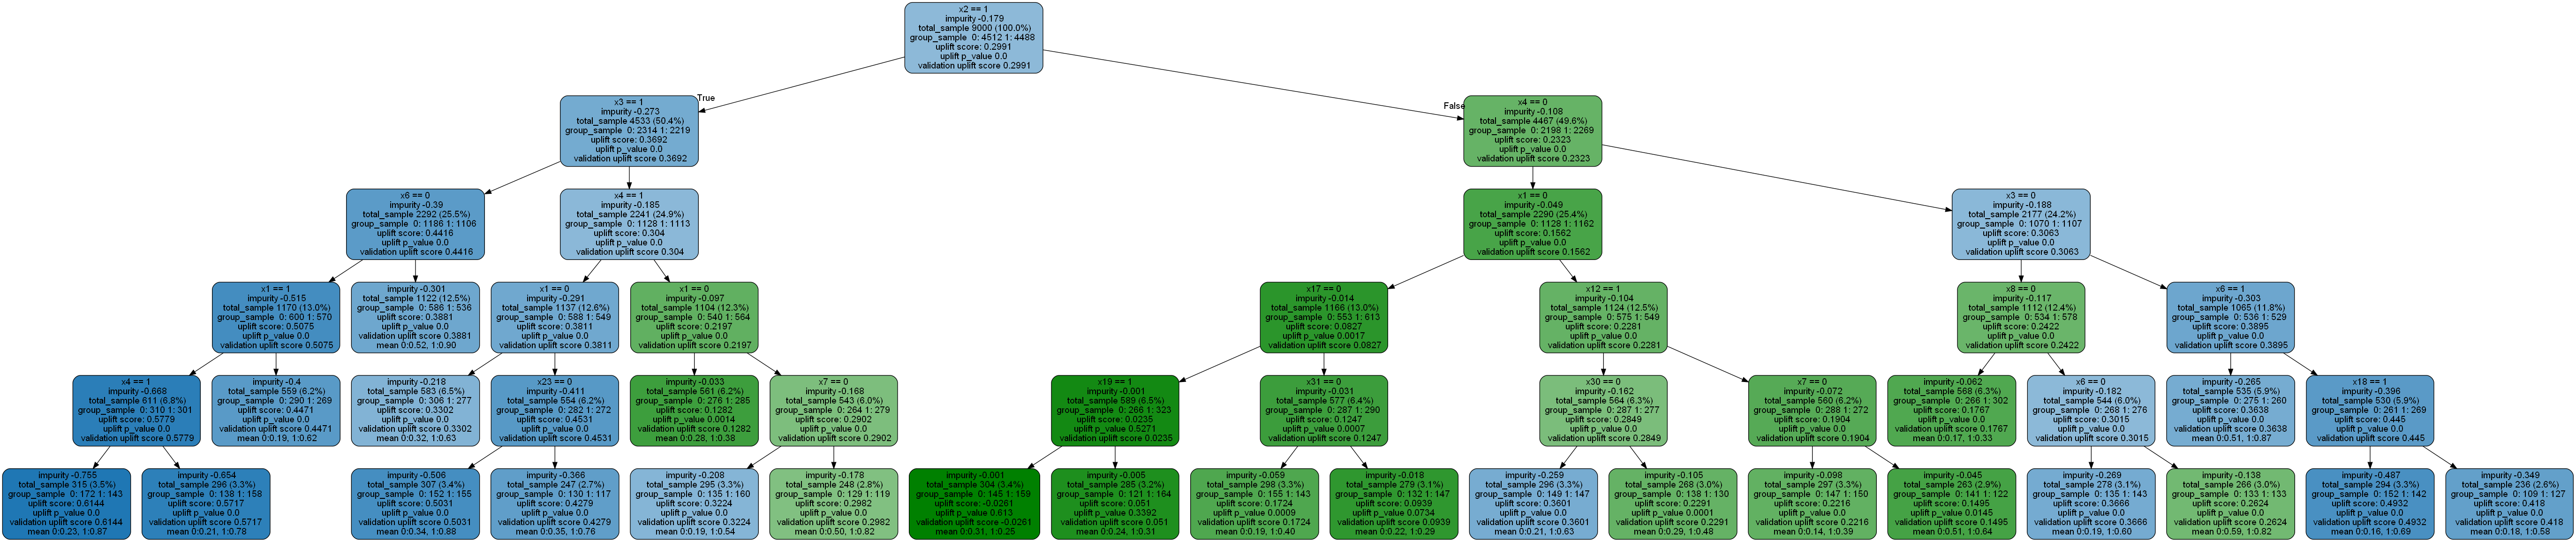 x2 == 1
impurity -0.179
total_sample 9000 (100.0%)
group_sample 0: 4512 1: 4488
uplift score: 0.2991
uplift p_value 0.0
validation uplift score 0.2991
True
False
x3 == 1
impurity -0.273
total_sample 4533 (50.4%)
group_sample 0: 2314 1: 2219
uplift score: 0.3692
uplift p_value 0.0
validation uplift score 0.3692
x4 == 0
impurity -0.108
total_sample 4467 (49.6%)
group_sample 0: 2198 1: 2269
uplift score: 0.2323
uplift p_value 0.0
validation uplift score 0.2323
x6 == 0
impurity -0.39
total_sample 2292 (25.5%)
group_sample 0: 1186 1: 1106
uplift score: 0.4416
uplift p_value 0.0
validation uplift score 0.4416
x4 == 1
impurity -0.185
total_sample 2241 (24.9%)
group_sample 0: 1128 1: 1113
uplift score: 0.304
uplift p_value 0.0
validation uplift score 0.304
x1 == 0
impurity -0.049
total_sample 2290 (25.4%)
group_sample 0: 1128 1: 1162
uplift score: 0.1562
uplift p_value 0.0
validation uplift score 0.1562
x3 == 0
impurity -0.188
total_sample 2177 (24.2%)
group_sample 0: 1070 1: 1107
uplift score: 0.3063
uplift p_value 0.0
validation uplift score 0.3063
x1 == 1
impurity -0.515
total_sample 1170 (13.0%)
group_sample 0: 600 1: 570
uplift score: 0.5075
uplift p_value 0.0
validation uplift score 0.5075
impurity -0.301
total_sample 1122 (12.5%)
group_sample 0: 586 1: 536
uplift score: 0.3881
uplift p_value 0.0
validation uplift score 0.3881
mean 0:0.52, 1:0.90
x1 == 0
impurity -0.291
total_sample 1137 (12.6%)
group_sample 0: 588 1: 549
uplift score: 0.3811
uplift p_value 0.0
validation uplift score 0.3811
x1 == 0
impurity -0.097
total_sample 1104 (12.3%)
group_sample 0: 540 1: 564
uplift score: 0.2197
uplift p_value 0.0
validation uplift score 0.2197
x17 == 0
impurity -0.014
total_sample 1166 (13.0%)
group_sample 0: 553 1: 613
uplift score: 0.0827
uplift p_value 0.0017
validation uplift score 0.0827
x12 == 1
impurity -0.104
total_sample 1124 (12.5%)
group_sample 0: 575 1: 549
uplift score: 0.2281
uplift p_value 0.0
validation uplift score 0.2281
x8 == 0
impurity -0.117
total_sample 1112 (12.4%)
group_sample 0: 534 1: 578
uplift score: 0.2422
uplift p_value 0.0
validation uplift score 0.2422
x6 == 1
impurity -0.303
total_sample 1065 (11.8%)
group_sample 0: 536 1: 529
uplift score: 0.3895
uplift p_value 0.0
validation uplift score 0.3895
x4 == 1
impurity -0.668
total_sample 611 (6.8%)
group_sample 0: 310 1: 301
uplift score: 0.5779
uplift p_value 0.0
validation uplift score 0.5779
impurity -0.4
total_sample 559 (6.2%)
group_sample 0: 290 1: 269
uplift score: 0.4471
uplift p_value 0.0
validation uplift score 0.4471
mean 0:0.19, 1:0.62
impurity -0.218
total_sample 583 (6.5%)
group_sample 0: 306 1: 277
uplift score: 0.3302
uplift p_value 0.0
validation uplift score 0.3302
mean 0:0.32, 1:0.63
x23 == 0
impurity -0.411
total_sample 554 (6.2%)
group_sample 0: 282 1: 272
uplift score: 0.4531
uplift p_value 0.0
validation uplift score 0.4531
impurity -0.033
total_sample 561 (6.2%)
group_sample 0: 276 1: 285
uplift score: 0.1282
uplift p_value 0.0014
validation uplift score 0.1282
mean 0:0.28, 1:0.38
x7 == 0
impurity -0.168
total_sample 543 (6.0%)
group_sample 0: 264 1: 279
uplift score: 0.2902
uplift p_value 0.0
validation uplift score 0.2902
x19 == 1
impurity -0.001
total_sample 589 (6.5%)
group_sample 0: 266 1: 323
uplift score: 0.0235
uplift p_value 0.5271
validation uplift score 0.0235
x31 == 0
impurity -0.031
total_sample 577 (6.4%)
group_sample 0: 287 1: 290
uplift score: 0.1247
uplift p_value 0.0007
validation uplift score 0.1247
x30 == 0
impurity -0.162
total_sample 564 (6.3%)
group_sample 0: 287 1: 277
uplift score: 0.2849
uplift p_value 0.0
validation uplift score 0.2849
x7 == 0
impurity -0.072
total_sample 560 (6.2%)
group_sample 0: 288 1: 272
uplift score: 0.1904
uplift p_value 0.0
validation uplift score 0.1904
impurity -0.062
total_sample 568 (6.3%)
group_sample 0: 266 1: 302
uplift score: 0.1767
uplift p_value 0.0
validation uplift score 0.1767
mean 0:0.17, 1:0.33
x6 == 0
impurity -0.182
total_sample 544 (6.0%)
group_sample 0: 268 1: 276
uplift score: 0.3015
uplift p_value 0.0
validation uplift score 0.3015
impurity -0.265
total_sample 535 (5.9%)
group_sample 0: 275 1: 260
uplift score: 0.3638
uplift p_value 0.0
validation uplift score 0.3638
mean 0:0.51, 1:0.87
x18 == 1
impurity -0.396
total_sample 530 (5.9%)
group_sample 0: 261 1: 269
uplift score: 0.445
uplift p_value 0.0
validation uplift score 0.445
impurity -0.755
total_sample 315 (3.5%)
group_sample 0: 172 1: 143
uplift score: 0.6144
uplift p_value 0.0
validation uplift score 0.6144
mean 0:0.23, 1:0.87
impurity -0.654
total_sample 296 (3.3%)
group_sample 0: 138 1: 158
uplift score: 0.5717
uplift p_value 0.0
validation uplift score 0.5717
mean 0:0.21, 1:0.78
impurity -0.506
total_sample 307 (3.4%)
group_sample 0: 152 1: 155
uplift score: 0.5031
uplift p_value 0.0
validation uplift score 0.5031
mean 0:0.34, 1:0.88
impurity -0.366
total_sample 247 (2.7%)
group_sample 0: 130 1: 117
uplift score: 0.4279
uplift p_value 0.0
validation uplift score 0.4279
mean 0:0.35, 1:0.76
impurity -0.208
total_sample 295 (3.3%)
group_sample 0: 135 1: 160
uplift score: 0.3224
uplift p_value 0.0
validation uplift score 0.3224
mean 0:0.19, 1:0.54
impurity -0.178
total_sample 248 (2.8%)
group_sample 0: 129 1: 119
uplift score: 0.2982
uplift p_value 0.0
validation uplift score 0.2982
mean 0:0.50, 1:0.82
impurity -0.001
total_sample 304 (3.4%)
group_sample 0: 145 1: 159
uplift score: -0.0261
uplift p_value 0.613
validation uplift score -0.0261
mean 0:0.31, 1:0.25
impurity -0.005
total_sample 285 (3.2%)
group_sample 0: 121 1: 164
uplift score: 0.051
uplift p_value 0.3392
validation uplift score 0.051
mean 0:0.24, 1:0.31
impurity -0.059
total_sample 298 (3.3%)
group_sample 0: 155 1: 143
uplift score: 0.1724
uplift p_value 0.0009
validation uplift score 0.1724
mean 0:0.19, 1:0.40
impurity -0.018
total_sample 279 (3.1%)
group_sample 0: 132 1: 147
uplift score: 0.0939
uplift p_value 0.0734
validation uplift score 0.0939
mean 0:0.22, 1:0.29
impurity -0.259
total_sample 296 (3.3%)
group_sample 0: 149 1: 147
uplift score: 0.3601
uplift p_value 0.0
validation uplift score 0.3601
mean 0:0.21, 1:0.63
impurity -0.105
total_sample 268 (3.0%)
group_sample 0: 138 1: 130
uplift score: 0.2291
uplift p_value 0.0001
validation uplift score 0.2291
mean 0:0.29, 1:0.48
impurity -0.098
total_sample 297 (3.3%)
group_sample 0: 147 1: 150
uplift score: 0.2216
uplift p_value 0.0
validation uplift score 0.2216
mean 0:0.14, 1:0.39
impurity -0.045
total_sample 263 (2.9%)
group_sample 0: 141 1: 122
uplift score: 0.1495
uplift p_value 0.0145
validation uplift score 0.1495
mean 0:0.51, 1:0.64
impurity -0.269
total_sample 278 (3.1%)
group_sample 0: 135 1: 143
uplift score: 0.3666
uplift p_value 0.0
validation uplift score 0.3666
mean 0:0.19, 1:0.60
impurity -0.138
total_sample 266 (3.0%)
group_sample 0: 133 1: 133
uplift score: 0.2624
uplift p_value 0.0
validation uplift score 0.2624
mean 0:0.59, 1:0.82
impurity -0.487
total_sample 294 (3.3%)
group_sample 0: 152 1: 142
uplift score: 0.4932
uplift p_value 0.0
validation uplift score 0.4932
mean 0:0.16, 1:0.69
impurity -0.349
total_sample 236 (2.6%)
group_sample 0: 109 1: 127
uplift score: 0.418
uplift p_value 0.0
validation uplift score 0.418
mean 0:0.18, 1:0.58